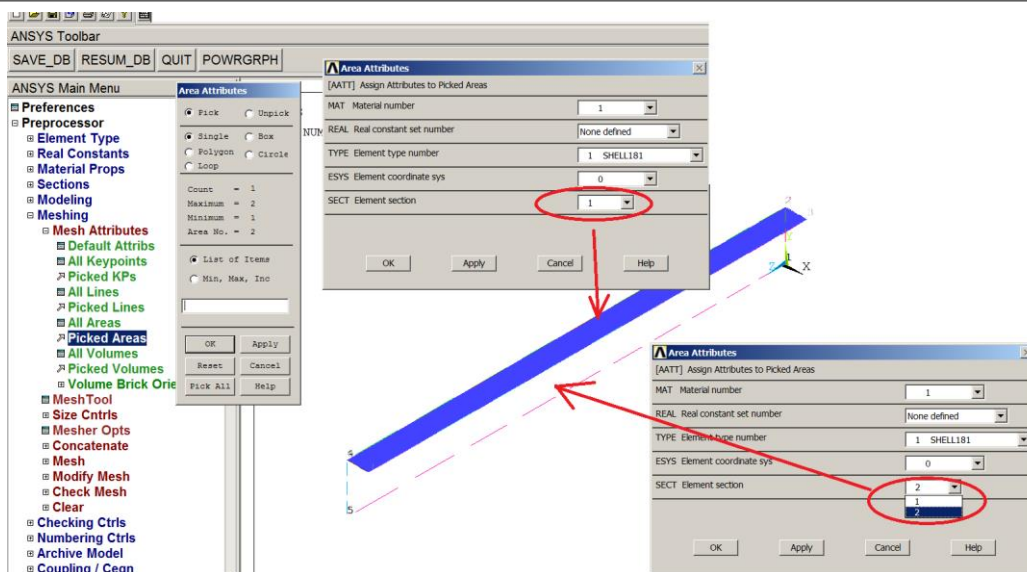 ANSYS Toolbar
SAVE_DB RESUM_DB QUIT POWRGRPH
ANSYS Main Menu
Preferences
Preprocessor
Element Type
Real Constants
Material Props
Sections
Modeling
Meshing
Mesh Attributes
Default Attribs
All Keypoints
Picked KPs
All Lines
Picked Lines
All Areas
Picked Areas
All Volumes
Picked Volumes
Volume Brick Orie
MeshTool
Size Cntrls
Mesher Opts
Concatenate
Mesh
Modify Mesh
Check Mesh
Clear
Checking Ctrls
Numbering Ctrls
Archive Model
Coupling / Ceqn
Area Attributes
Pick Unpick
Single Box
Polygon Circle
Loop
Count = 1
Maximum = 2
Minimum = 1
Area No. = 2
List of Items
Min, Max, Inc
OK Apply
Reset Cancel
Pick All Help
NUM
Area Attributes
[AATT] Assign Attributes to Picked Areas
MAT Material number 1
REAL Real constant set number None defined
TYPE Element type number 1 SHELL181
ESYS Element coordinate sys 0
SECT Element section 1
OK Apply Cancel Help
2
1
Z X
4
5
Area Attributes
[AATT] Assign Attributes to Picked Areas
MAT Material number 1
REAL Real constant set number None defined
TYPE Element type number 1 SHELL181
ESYS Element coordinate sys 0
SECT Element section 2
1
2
OK Apply Cancel Help